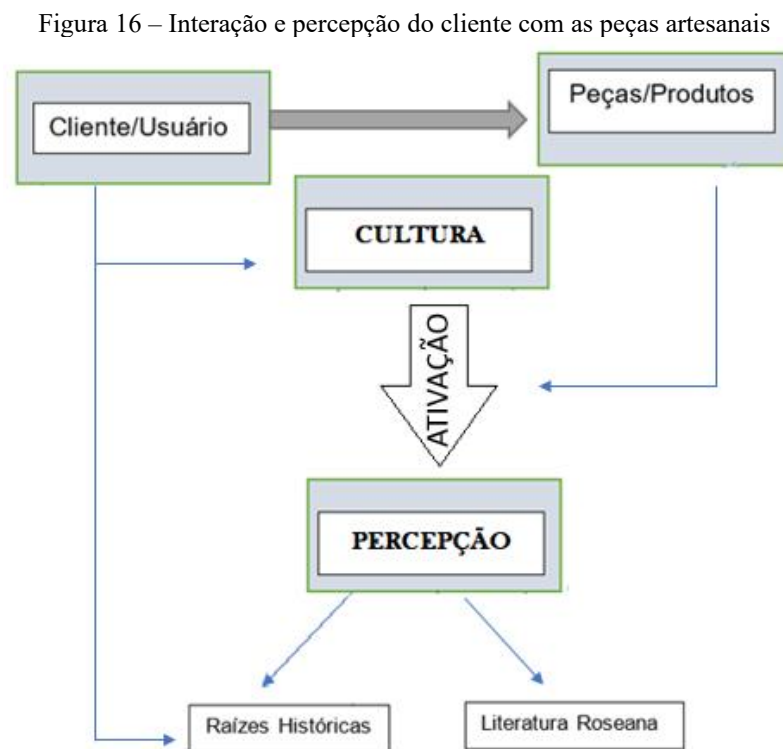 Figura 16 – Interação e percepção do cliente com as peças artesanais
Cliente/Usuário
Peças/Produtos
CULTURA
ATIVAÇÃO
PERCEPÇÃO
Raízes Históricas
Literatura Roseana